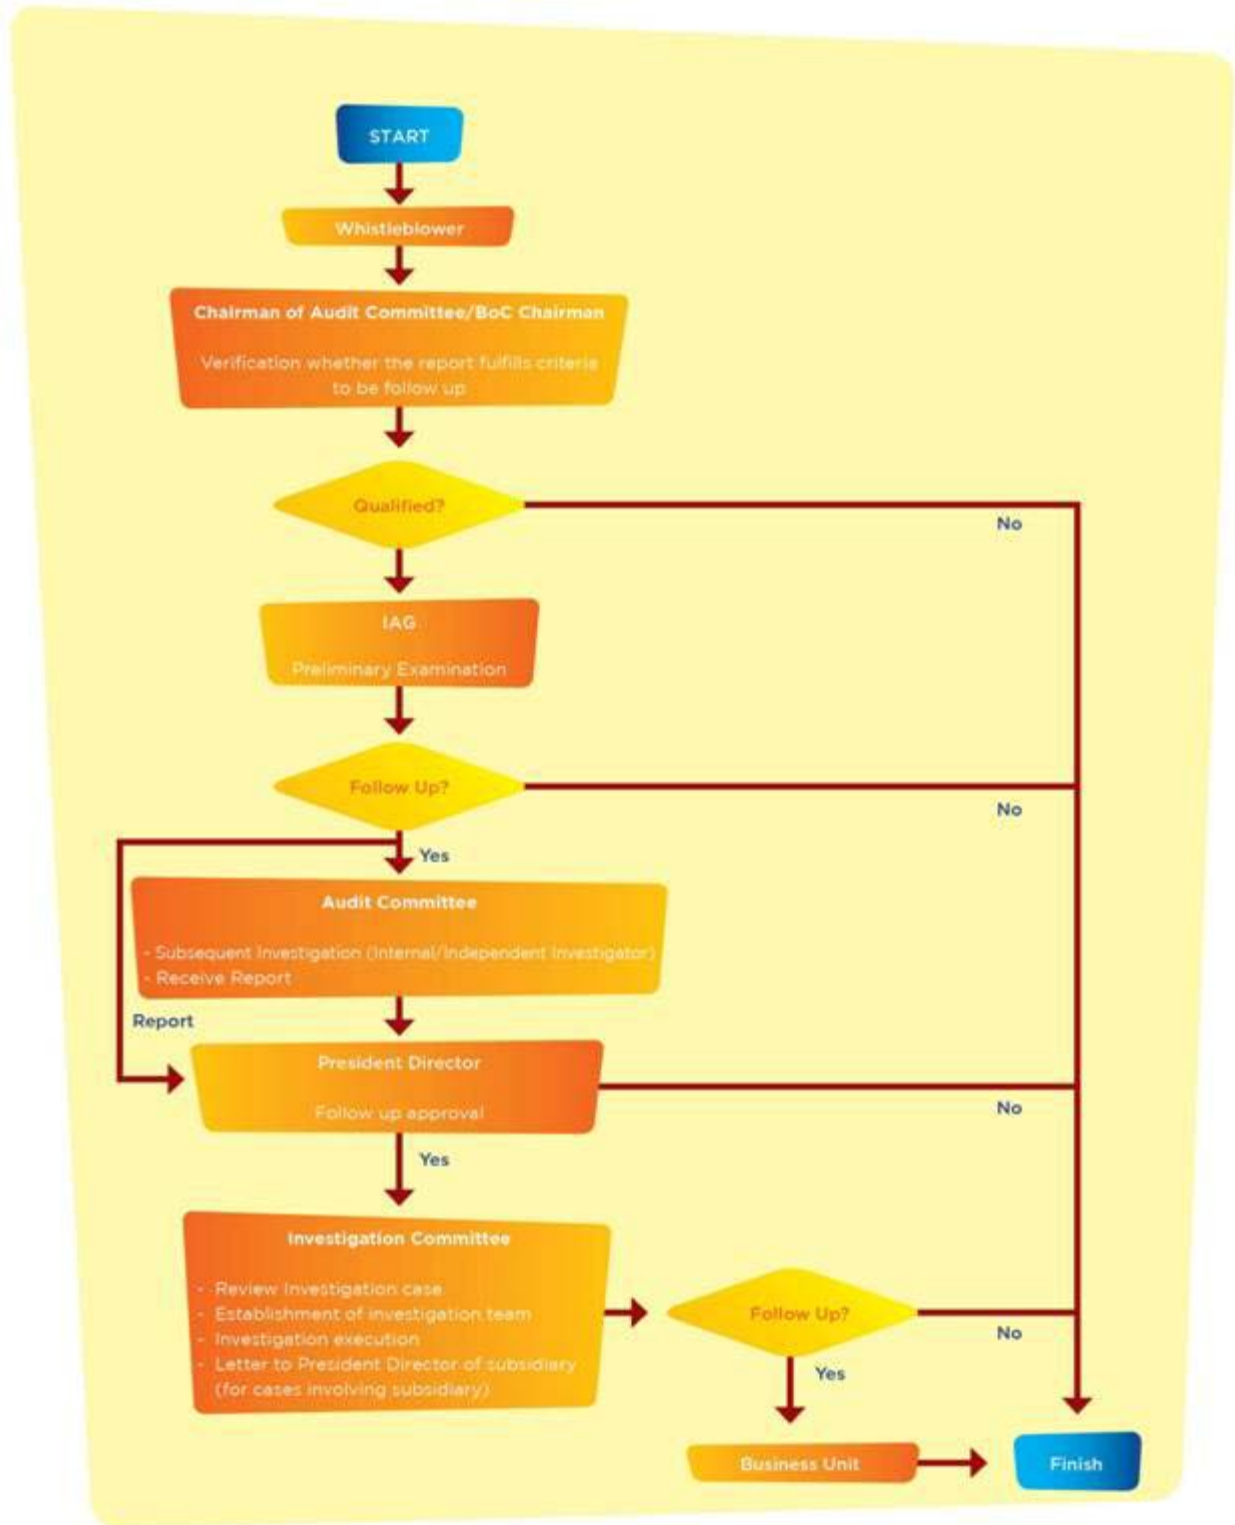 START
Whistleblower
Chairman of Audit Committee/BoC Chairman
Verification whether the report fulfills criteria
to be follow up
Qualified?
No
IAG
Preliminary Examination
Follow Up?
No
Yes
Audit Committee
- Subsequent Investigation (Internal/Independent Investigator)
- Receive Report
Report
President Director
Follow up approval
No
Yes
Investigation Committee
- Review Investigation case
- Establishment of investigation team
- Investigation execution
- Letter to President Director of subsidiary
(for cases involving subsidiary)
Follow Up?
No
Yes
Business Unit
Finish